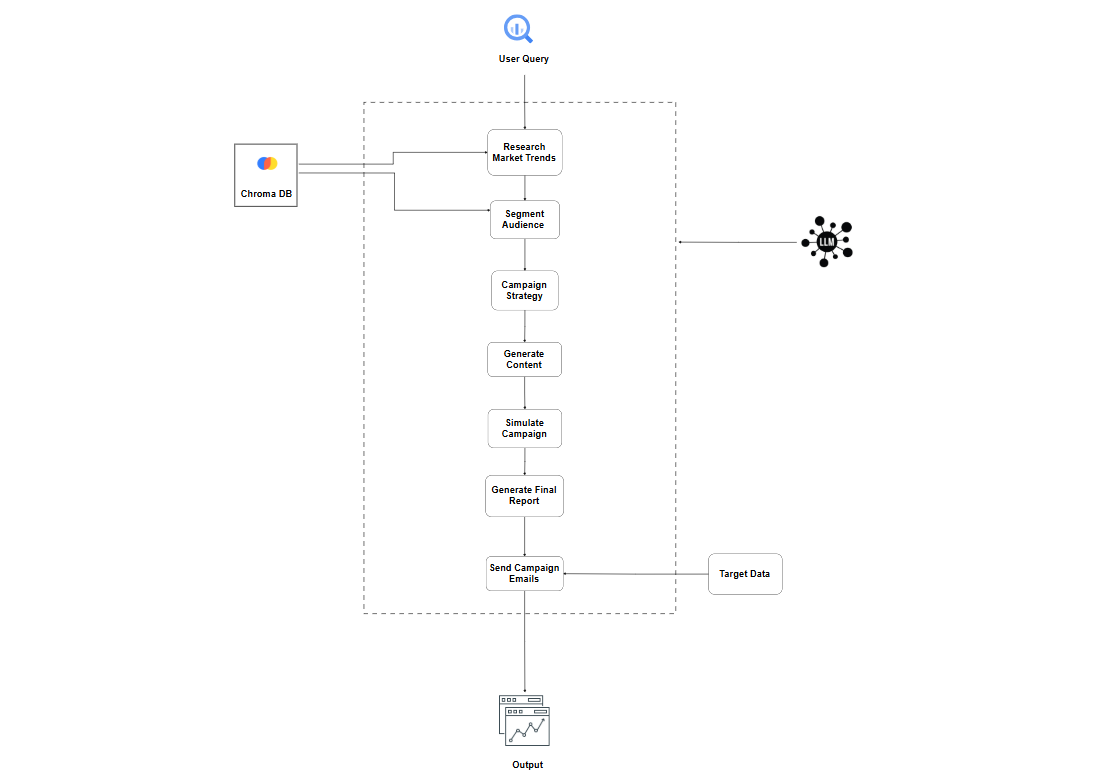 User Query
Research
Market Trends
Chroma DB
Segment
Audience
LLM
Campaign
Strategy
Generate
Content
Simulate
Campaign
Generate Final
Report
Send Campaign
Emails
Target Data
Output